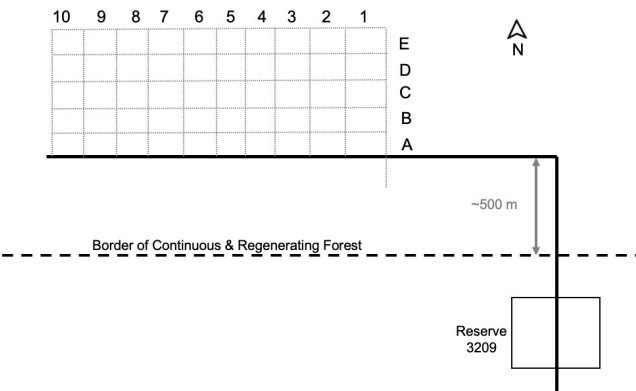 10 9 8 7 6 5 4 3 2 1
E
D
C
B
A
N
~500 m
Border of Continuous & Regenerating Forest
Reserve
3209